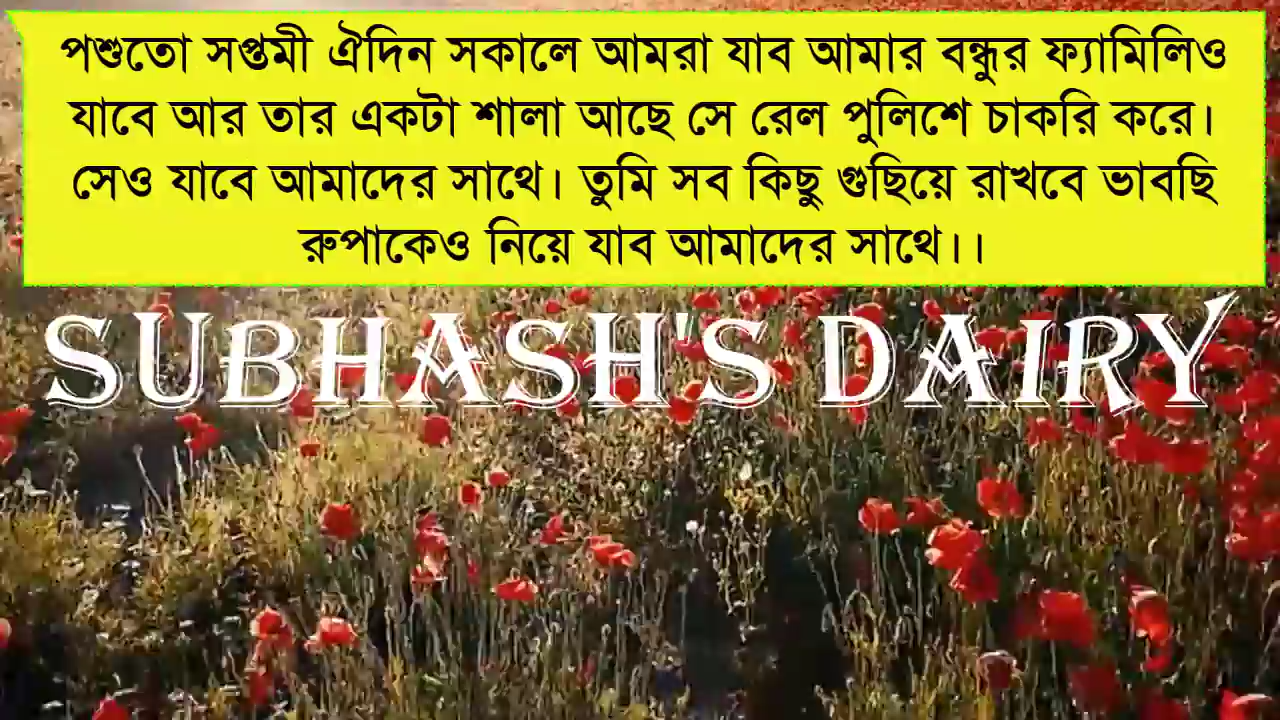 পশুতো সপ্তমী ঐদিন সকালে আমরা যাব আমার বন্ধুর ফ্যামিলিও
যাবে আর তার একটা শালা আছে সে রেল পুলিশে চাকরি করে।
সেও যাবে আমাদের সাথে। তুমি সব কিছু গুছিয়ে রাখবে ভাবছি
রুপাকেও নিয়ে যাব আমাদের সাথে।।
SUBHASH'S DAIRY